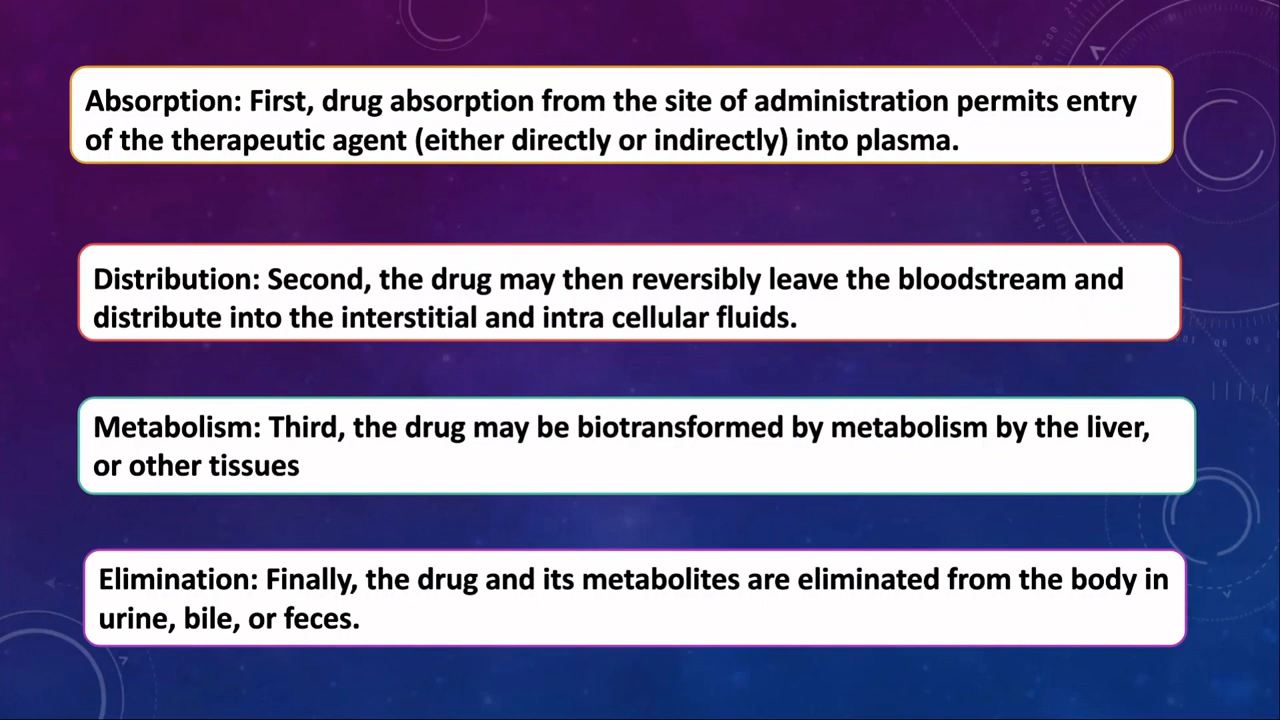 Absorption: First, drug absorption from the site of administration permits entry
of the therapeutic agent (either directly or indirectly) into plasma.
Distribution: Second, the drug may then reversibly leave the bloodstream and
distribute into the interstitial and intra cellular fluids.
Metabolism: Third, the drug may be biotransformed by metabolism by the liver,
or other tissues
Elimination: Finally, the drug and its metabolites are eliminated from the body in
urine, bile, or feces.